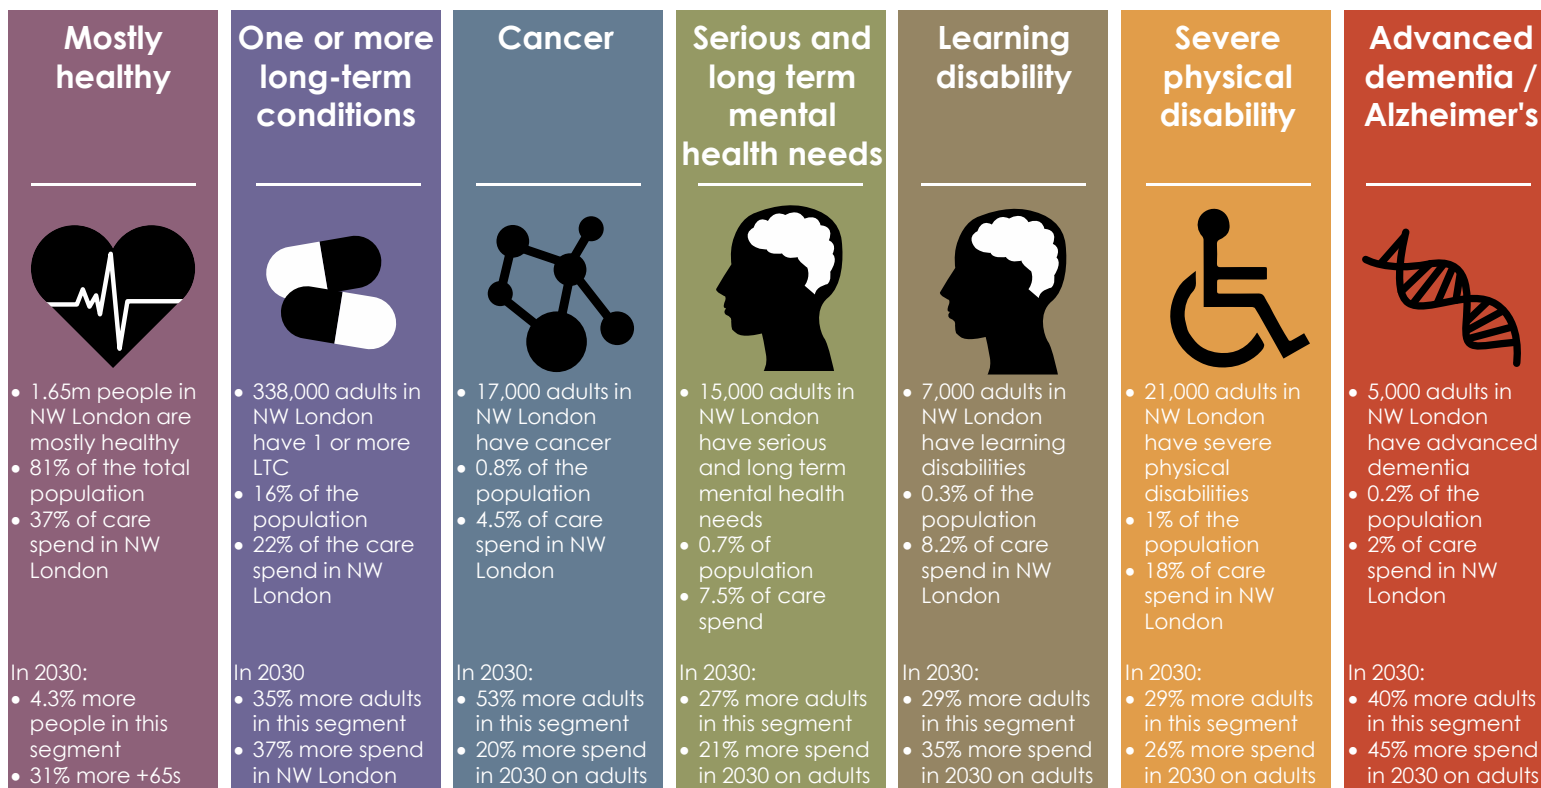 Mostly
healthy
• 1.65m people in
NW London are
mostly healthy
• 81% of the total
population
• 37% of care
spend in NW
London
In 2030:
• 4.3% more
people in this
segment
• 31% more +65s
One or more
long-term
conditions
• 338,000 adults in
NW London
have 1 or more
LTC
• 16% of the
population
• 22% of the care
spend in NW
London
In 2030
• 35% more adults
in this segment
• 37% more spend
in NW London
Cancer
• 17,000 adults in
NW London
have cancer
• 0.8% of the
population
• 4.5% of care
spend in NW
London
In 2030:
• 53% more adults
in this segment
• 20% more spend
in 2030 on adults
Serious and
long term
mental
health needs
• 15,000 adults in
NW London
have serious
and long term
mental health
needs
• 0.7% of
population
• 7.5% of care
spend
In 2030:
• 27% more adults
in this segment
• 21% more spend
in 2030 on adults
Learning
disability
• 7,000 adults in
NW London
have learning
disabilities
• 0.3% of the
population
• 8.2% of care
spend in NW
London
In 2030:
• 29% more adults
in this segment
• 35% more spend
in 2030 on adults
Severe
physical
disability
• 21,000 adults in
NW London
have severe
physical
disabilities
• 1% of the
population
• 18% of care
spend in NW
London
In 2030:
• 29% more adults
in this segment
• 26% more spend
in 2030 on adults
Advanced
dementia /
Alzheimer's
• 5,000 adults in
NW London
have advanced
dementia
• 0.2% of the
population
• 2% of care
spend in NW
London
In 2030:
• 40% more adults
in this segment
• 45% more spend
in 2030 on adults